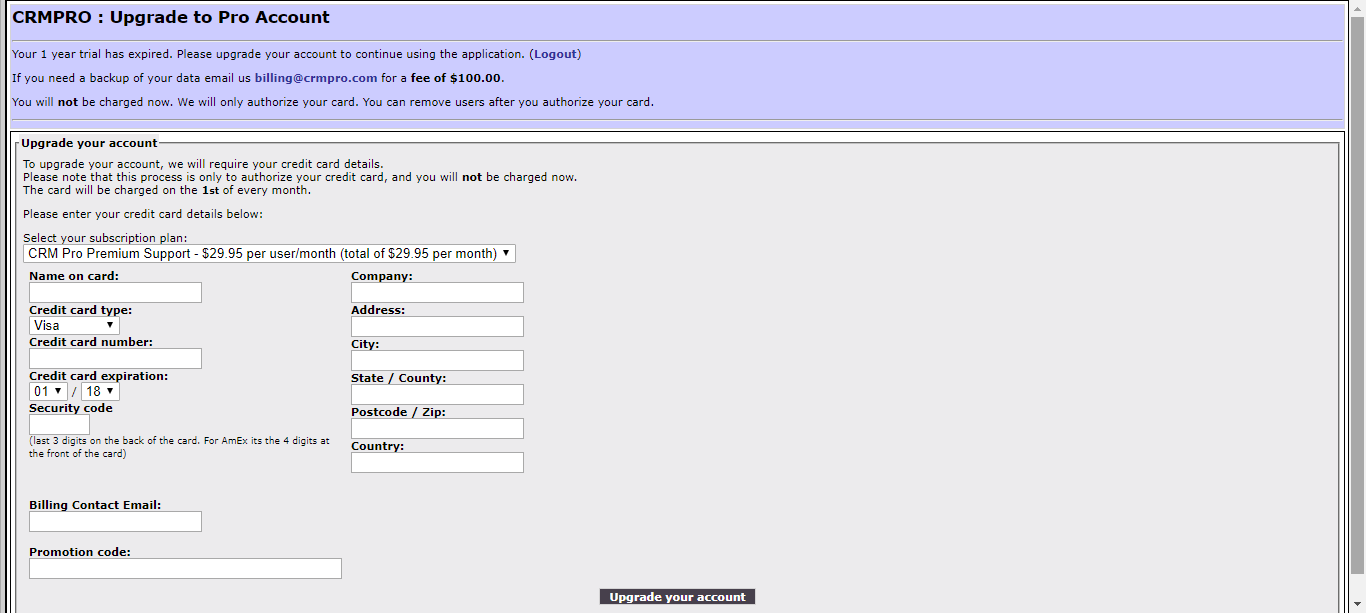 CRMPRO : Upgrade to Pro Account
Your 1 year trial has expired. Please upgrade your account to continue using the application. (Logout)
If you need a backup of your data email us billing@crmpro.com for a fee of $100.00.
You will not be charged now. We will only authorize your card. You can remove users after you authorize your card.
Upgrade your account
To upgrade your account, we will require your credit card details.
Please note that this process is only to authorize your credit card, and you will not be charged now.
The card will be charged on the 1st of every month.
Please enter your credit card details below:
Select your subscription plan:
CRM Pro Premium Support - $29.95 per user/month (total of $29.95 per month)
Name on card:
Credit card type:
Visa
Credit card number:
Credit card expiration:
01 / 18
Security code
(last 3 digits on the back of the card. For AmEx its the 4 digits at
the front of the card)
Company:
Address:
City:
State / County:
Postcode / Zip:
Country:
Billing Contact Email:
Promotion code:
Upgrade your account